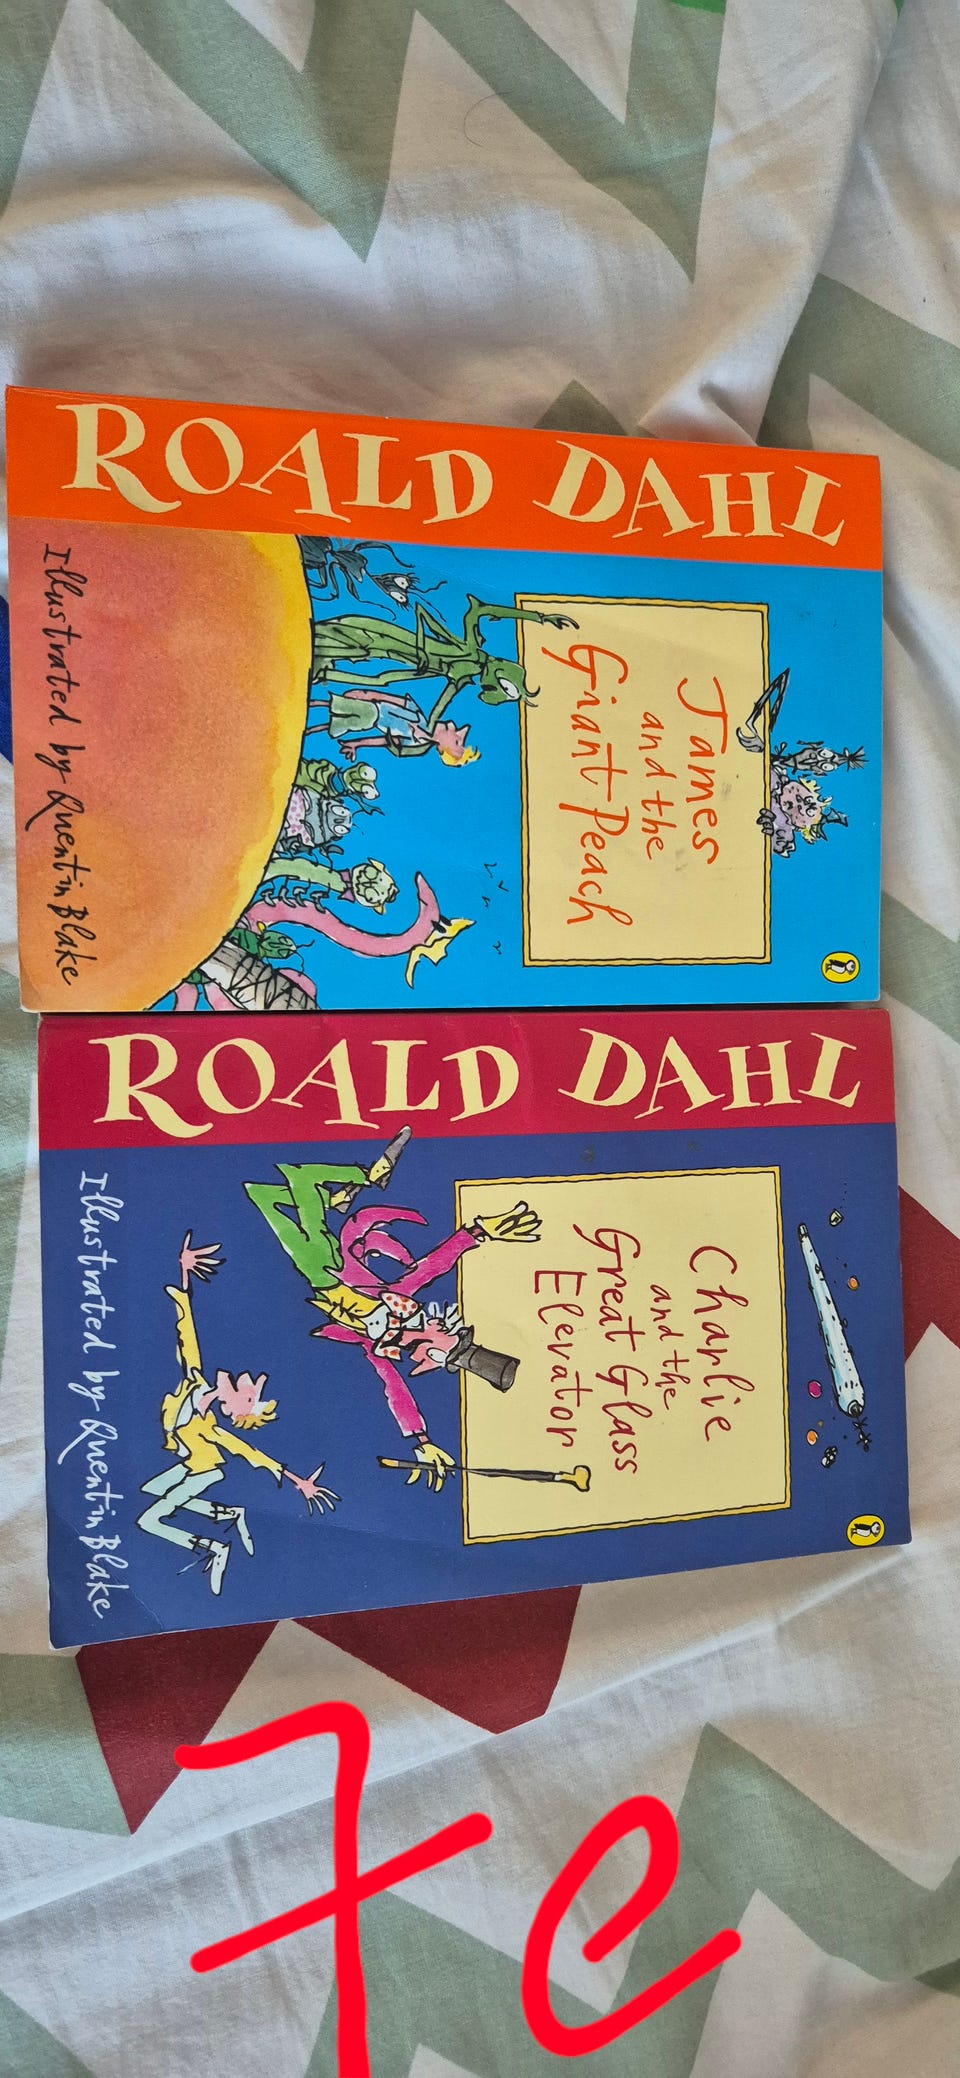 ROALD DAHL
James
and the
Giant Peach
Illustrated by Quentin Blake
ROALD DAHL
Charlie
and the
Great Glass
Elevator
Illustrated by Quentin Blake
7e